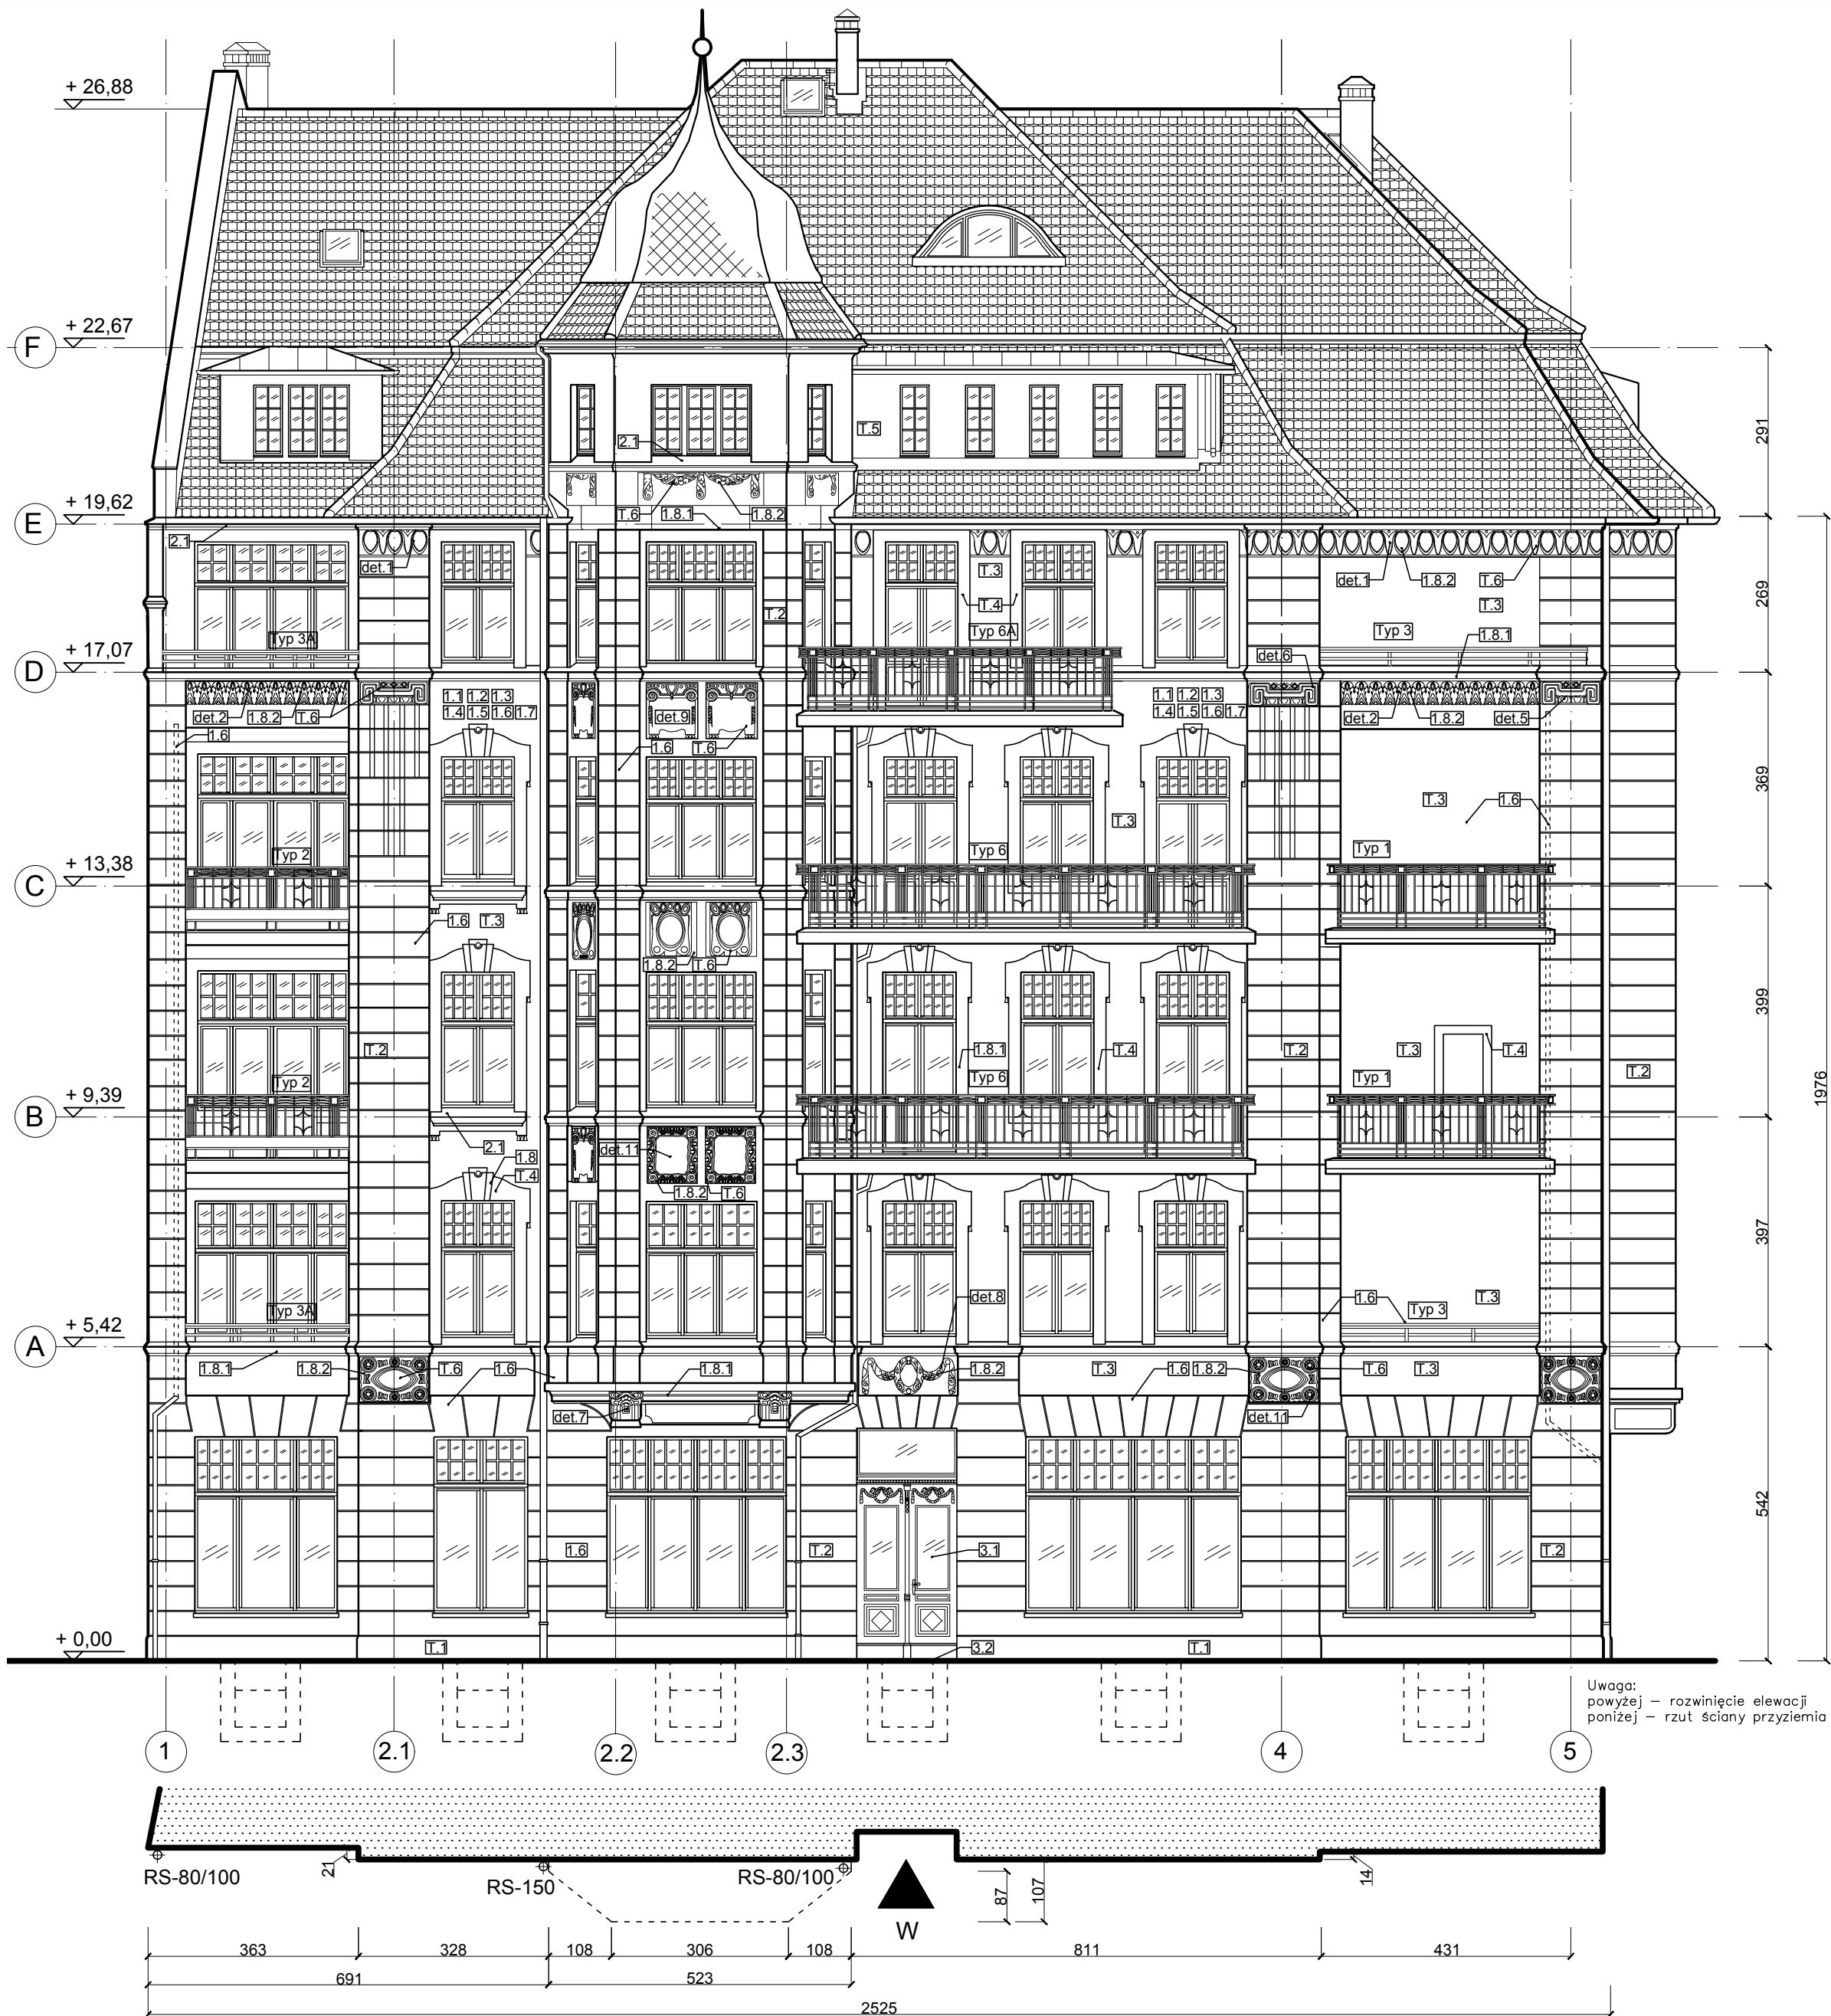 + 26,88
F + 22,67
291
T.5
2.1
T.6 1.8.1 1.8.2
E + 19,62
2.1
det.1
T.3
det.1 1.8.2 T.6
269
T.2
T.4
T.3
Typ 3A
Typ 6A
Typ 3
1.8.1
det.6
D + 17,07
1.1 1.2 1.3
1.4 1.5 1.6 1.7
1.1 1.2 1.3
1.4 1.5 1.6 1.7
det.2 1.8.2 T.6
det.9
det.2 1.8.2 det.5
1.6
1.6 T.6
369
T.3
T.3
1.6
Typ 2
Typ 6
Typ 1
C + 13,38
1.6 T.3
1.8.2 T.6
399
T.2
1.8.1
T.4
T.2
T.3
T.4
T.2
Typ 2
Typ 6
Typ 1
1976
B + 9,39
2.1
1.8
T.4
det.11
1.8.2 T.6
397
det.8
T.3
1.6
Typ 3A
Typ 3
A + 5,42
1.8.1 1.8.2 T.6 1.6 1.8.1 1.8.2 T.3 1.6 1.8.2 T.6 T.3
det.7
det.11
542
1.6
T.2
3.1
T.2
+ 0,00
T.1
3.2
T.1
Uwaga:
powyżej – rozwinięcie elewacji
poniżej – rzut ściany przyziemia
1 2.1 2.2 2.3 4 5
RS-80/100
21
RS-150
RS-80/100
W
87
107
14
363 328 108 306 108 811 431
691 523
2525